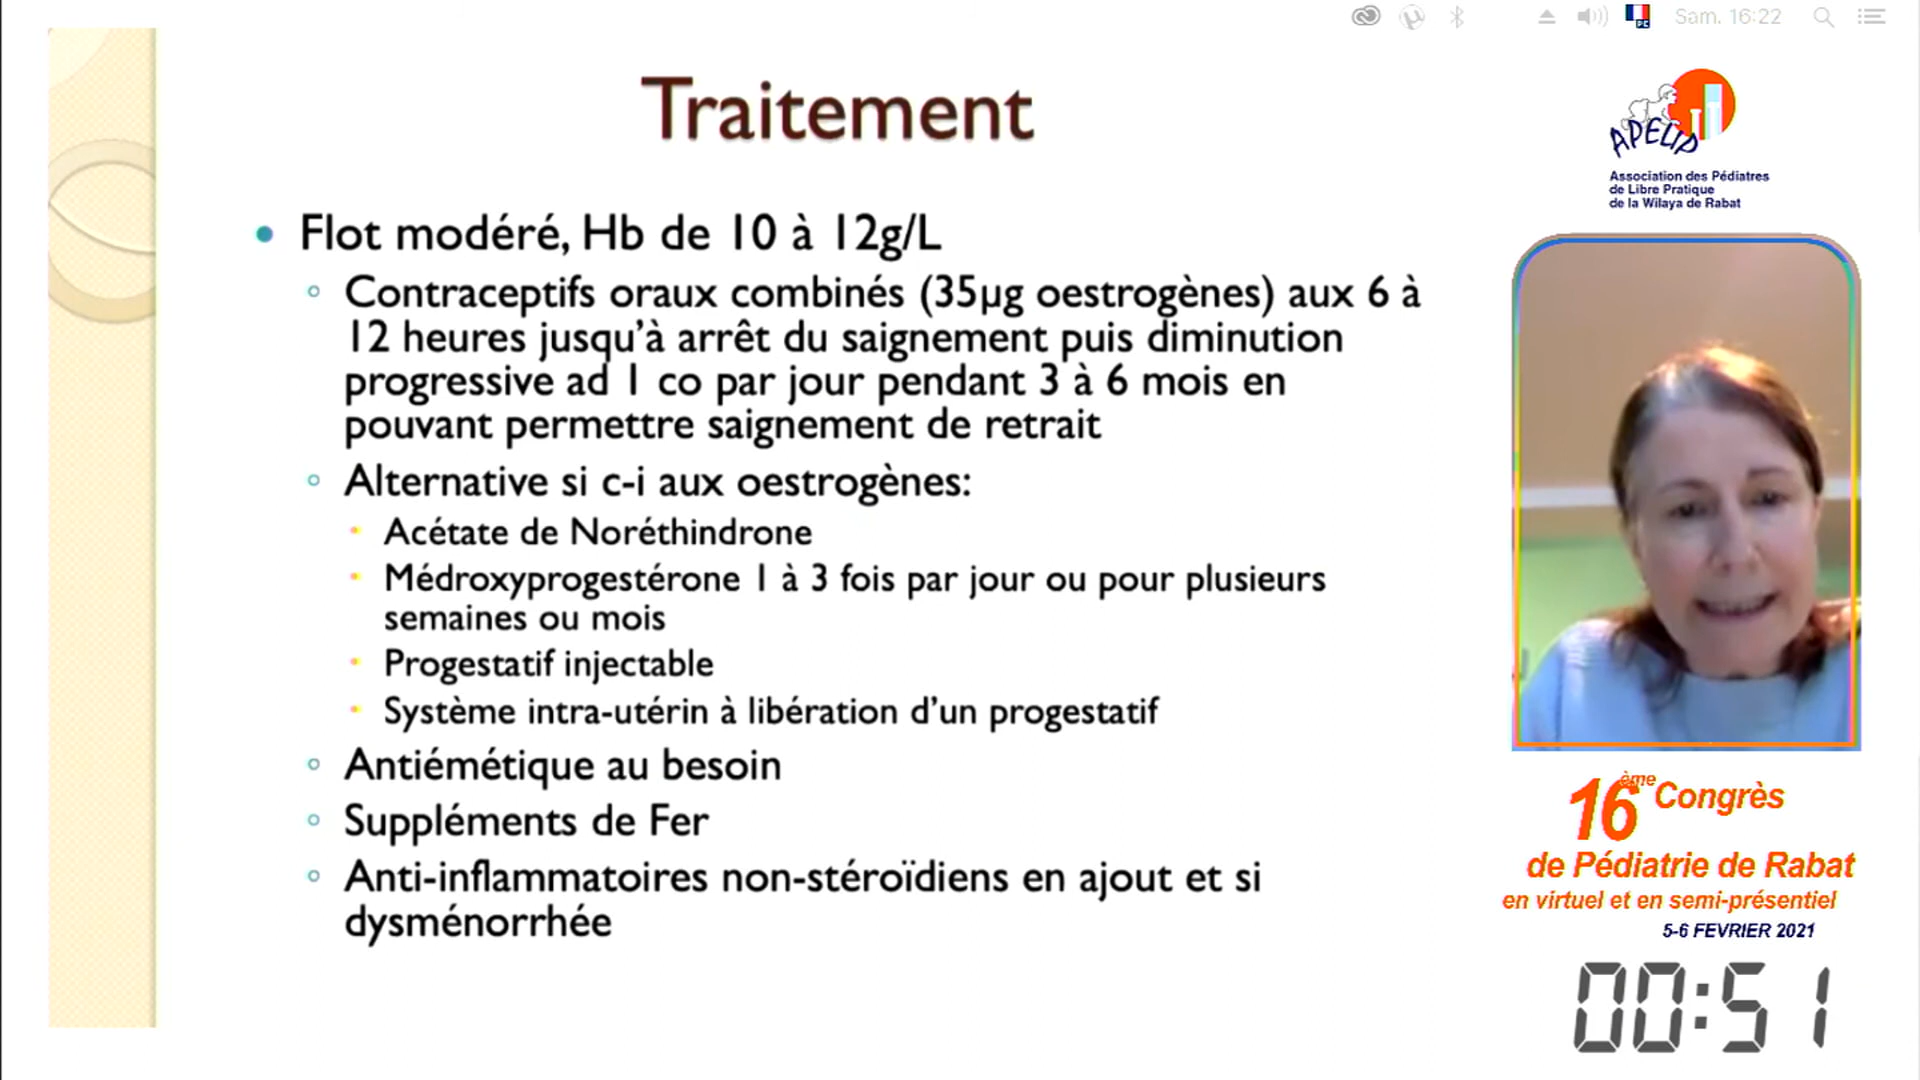 Sam. 16:22
Traitement
APELIP
Association des Pédiatres
de Libre Pratique
de la Wilaya de Rabat
• Flot modéré, Hb de 10 à 12g/L
Contraceptifs oraux combinés (35µg oestrogènes) aux 6 à
12 heures jusqu'à arrêt du saignement puis diminution
progressive ad 1 co par jour pendant 3 à 6 mois en
pouvant permettre saignement de retrait
Alternative si c-i aux oestrogènes:
Acétate de Noréthindrone
Médroxyprogestérone 1 à 3 fois par jour ou pour plusieurs
semaines ou mois
Progestatif injectable
Système intra-utérin à libération d'un progestatif
Antiémétique au besoin
Suppléments de Fer
Anti-inflammatoires non-stéroïdiens en ajout et si
dysménorrhée
16ème Congrès
de Pédiatrie de Rabat
en virtuel et en semi-présentiel
5-6 FEVRIER 2021
00:51